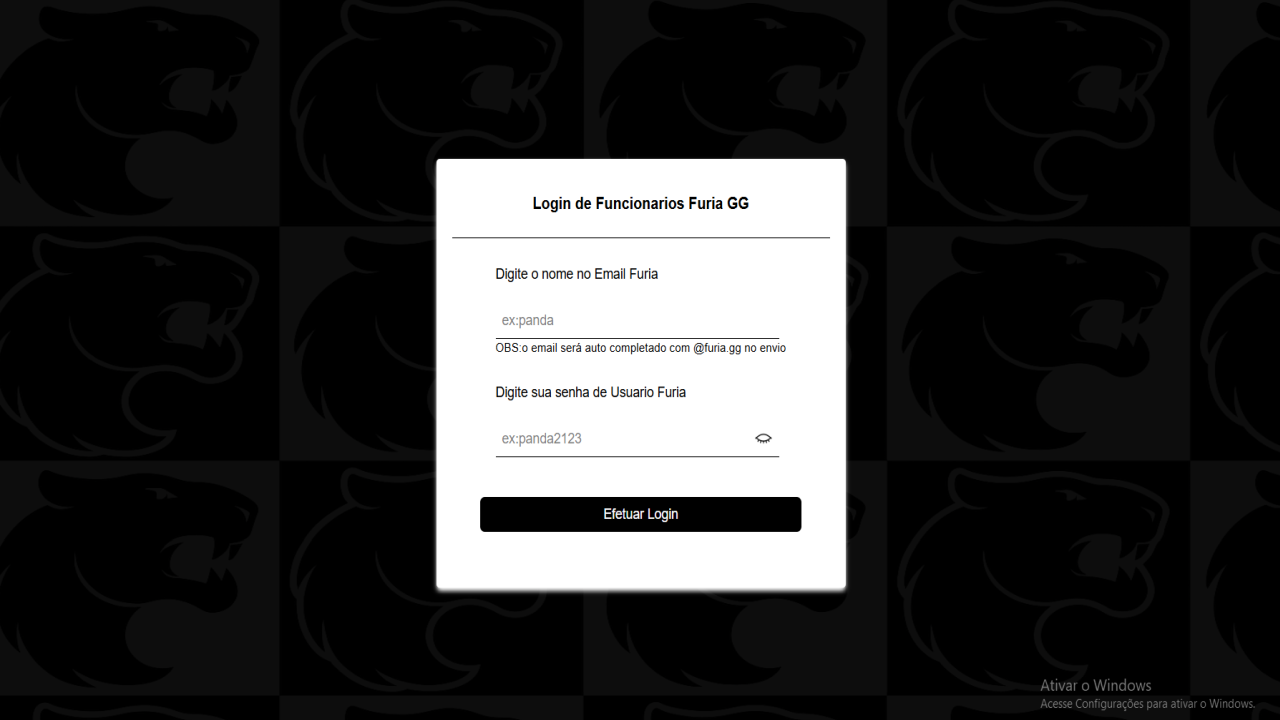 Login de Funcionarios Furia GG
Digite o nome no Email Furia
ex:panda
OBS:o email será auto completado com @furia.gg no envio
Digite sua senha de Usuario Furia
ex:panda2123
Efetuar Login
Ativar o Windows
Acesse Configurações para ativar o Windows.